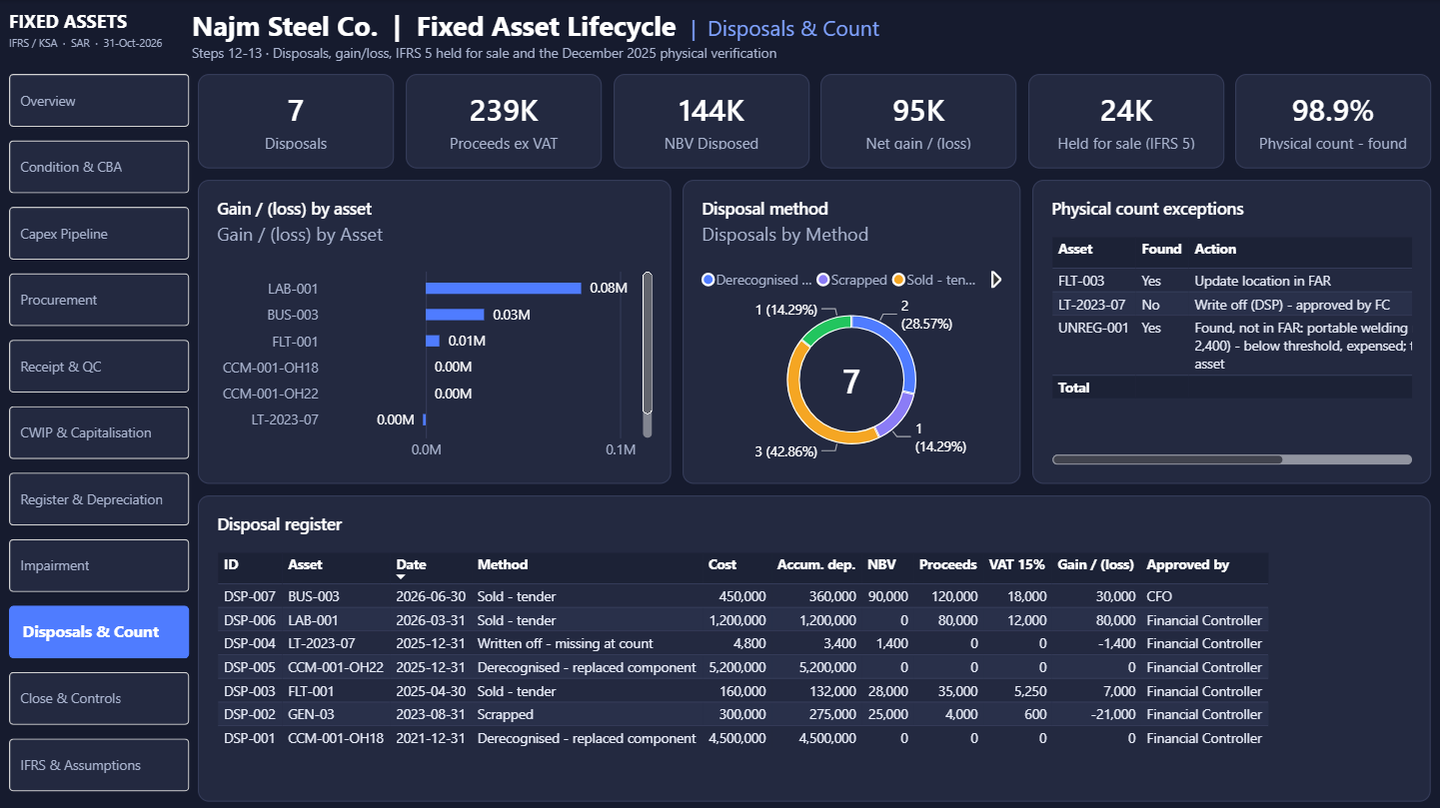 FIXED ASSETS
IFRS / KSA · SAR · 31-Oct-2026
Najm Steel Co. | Fixed Asset Lifecycle | Disposals & Count
Steps 12-13 · Disposals, gain/loss, IFRS 5 held for sale and the December 2025 physical verification
Overview
Condition & CBA
Capex Pipeline
Procurement
Receipt & QC
CWIP & Capitalisation
Register & Depreciation
Impairment
Disposals & Count
Close & Controls
IFRS & Assumptions
7
Disposals
239K
Proceeds ex VAT
144K
NBV Disposed
95K
Net gain / (loss)
24K
Held for sale (IFRS 5)
98.9%
Physical count - found
Gain / (loss) by asset
Gain / (loss) by Asset
LAB-001 0.08M
BUS-003 0.03M
FLT-001 0.01M
CCM-001-OH18 0.00M
CCM-001-OH22 0.00M
LT-2023-07 0.00M
0.0M 0.1M
Disposal method
Disposals by Method
Derecognised ... Scrapped Sold - ten...
1 (14.29%)
2
(28.57%)
7
1
(14.29%)
3 (42.86%)
Physical count exceptions
Asset Found Action
FLT-003 Yes Update location in FAR
LT-2023-07 No Write off (DSP) - approved by FC
UNREG-001 Yes Found, not in FAR: portable welding
2,400) - below threshold, expensed;
asset
Total
Disposal register
ID Asset Date Method Cost Accum. dep. NBV Proceeds VAT 15% Gain / (loss) Approved by
DSP-007 BUS-003 2026-06-30 Sold - tender 450,000 360,000 90,000 120,000 18,000 30,000 CFO
DSP-006 LAB-001 2026-03-31 Sold - tender 1,200,000 1,200,000 0 80,000 12,000 80,000 Financial Controller
DSP-004 LT-2023-07 2025-12-31 Written off - missing at count 4,800 3,400 1,400 0 0 -1,400 Financial Controller
DSP-005 CCM-001-OH22 2025-12-31 Derecognised - replaced component 5,200,000 5,200,000 0 0 0 0 Financial Controller
DSP-003 FLT-001 2025-04-30 Sold - tender 160,000 132,000 28,000 35,000 5,250 7,000 Financial Controller
DSP-002 GEN-03 2023-08-31 Scrapped 300,000 275,000 25,000 4,000 600 -21,000 Financial Controller
DSP-001 CCM-001-OH18 2021-12-31 Derecognised - replaced component 4,500,000 4,500,000 0 0 0 0 Financial Controller